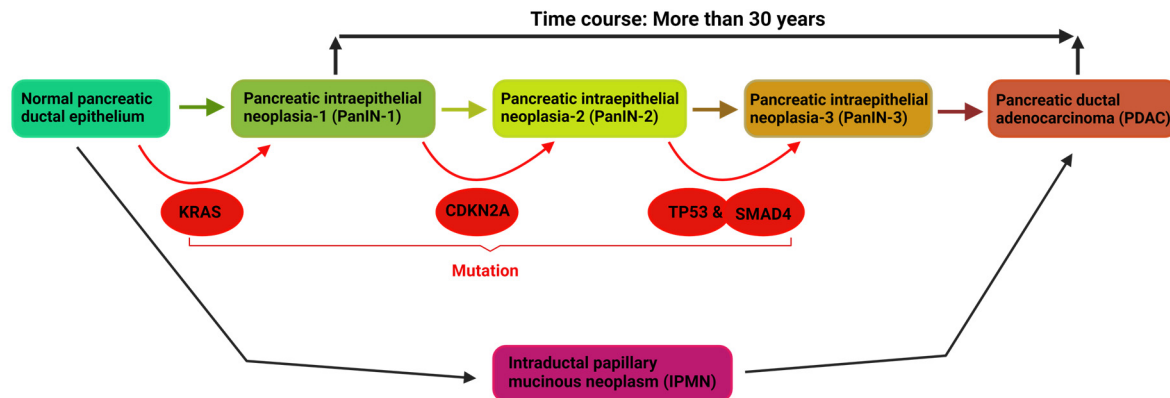 Time course: More than 30 years
Normal pancreatic
ductal epithelium
Pancreatic intraepithelial
neoplasia-1 (PanIN-1)
Pancreatic intraepithelial
neoplasia-2 (PanIN-2)
Pancreatic intraepithelial
neoplasia-3 (PanIN-3)
Pancreatic ductal
adenocarcinoma (PDAC)
KRAS
CDKN2A
TP53 &
SMAD4
Mutation
Intraductal papillary
mucinous neoplasm (IPMN)